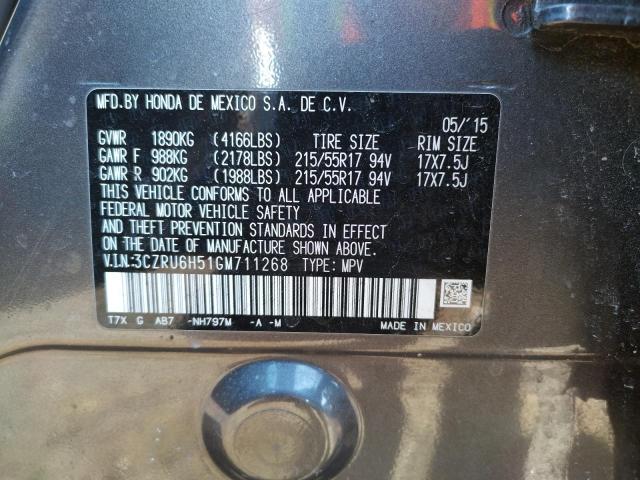 MFD.BY HONDA DE MEXICO S.A. DE C.V.
05/'15
GVWR 1890KG (4166LBS) TIRE SIZE RIM SIZE
GAWR F 988KG (2178LBS) 215/55R17 94V 17X7.5J
GAWR R 902KG (1988LBS) 215/55R17 94V 17X7.5J
THIS VEHICLE CONFORMS TO ALL APPLICABLE
FEDERAL MOTOR VEHICLE SAFETY
AND THEFT PREVENTION STANDARDS IN EFFECT
ON THE DATE OF MANUFACTURE SHOWN ABOVE.
V.I.N:3CZRU6H51GM711268 TYPE: MPV
T7X G AB7 -NH797M -A -M
MADE IN MEXICO